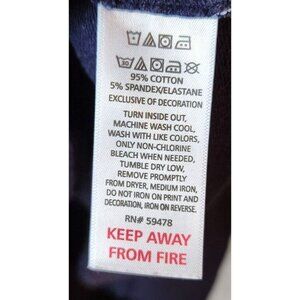 95% COTTON
5% SPANDEX/ELASTANE
EXCLUSIVE OF DECORATION
TURN INSIDE OUT,
MACHINE WASH COOL,
WASH WITH LIKE COLORS,
ONLY NON-CHLORINE
BLEACH WHEN NEEDED,
TUMBLE DRY LOW,
REMOVE PROMPTLY
FROM DRYER, MEDIUM IRON,
DO NOT IRON ON PRINT AND
DECORATION, IRON ON REVERSE.
RN# 59478
KEEP AWAY
FROM FIRE